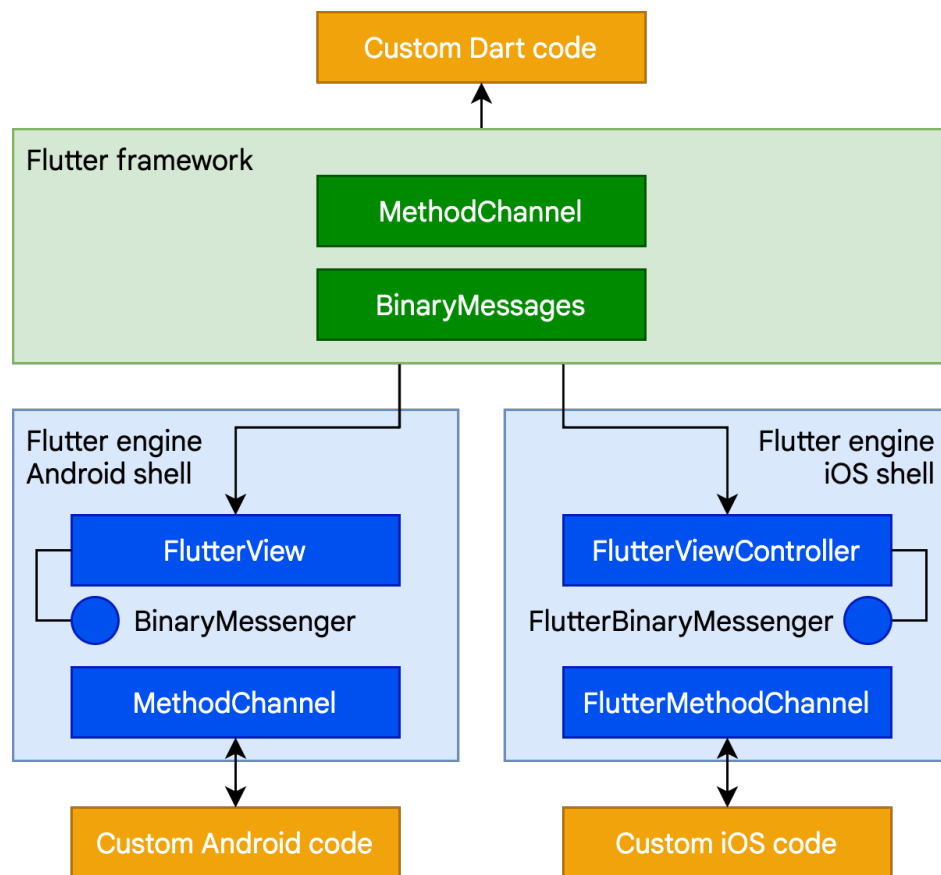 Custom Dart code
Flutter framework
MethodChannel
BinaryMessages
Flutter engine
Android shell
FlutterView
BinaryMessenger
MethodChannel
Custom Android code
Flutter engine
iOS shell
FlutterViewController
FlutterBinaryMessenger
FlutterMethodChannel
Custom iOS code